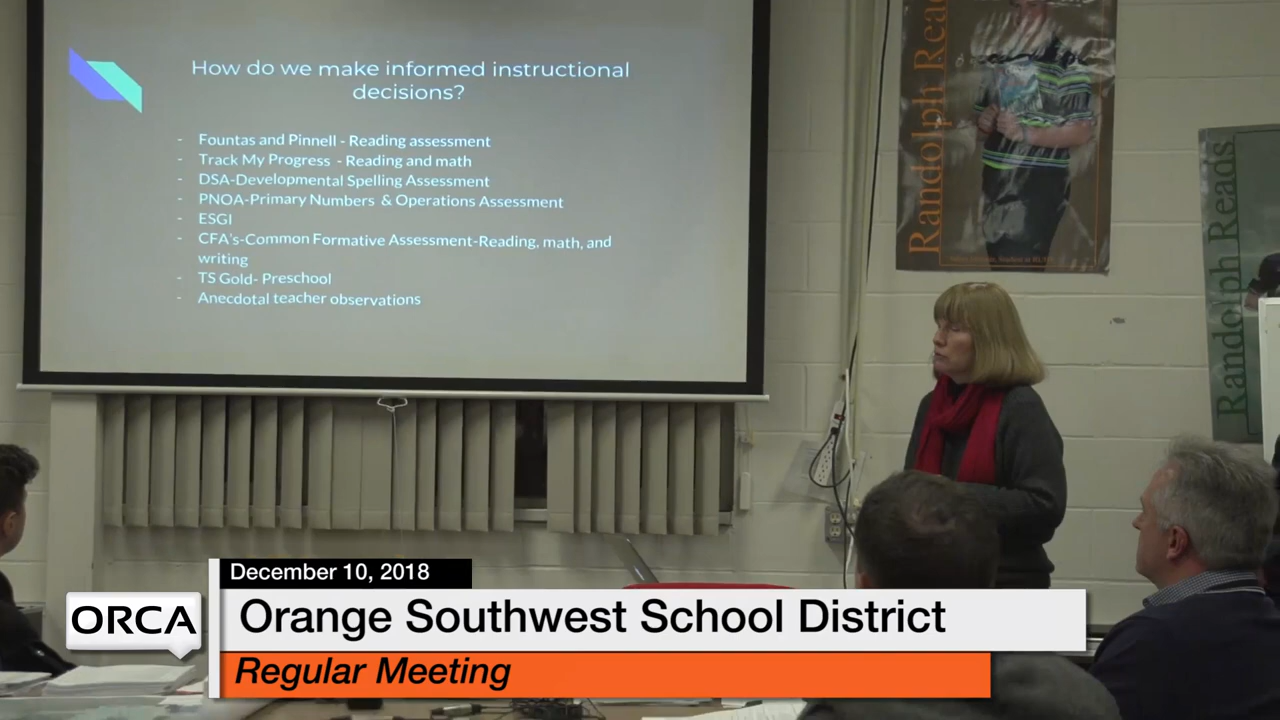 How do we make informed instructional
decisions?
- Fountas and Pinnell - Reading assessment
- Track My Progress - Reading and math
- DSA-Developmental Spelling Assessment
- PNOA-Primary Numbers & Operations Assessment
- ESGI
- CFA's-Common Formative Assessment-Reading, math, and
writing
- TS Gold- Preschool
- Anecdotal teacher observations
Randolph Reads
Randolph Reads
December 10, 2018
ORCA
Orange Southwest School District
Regular Meeting